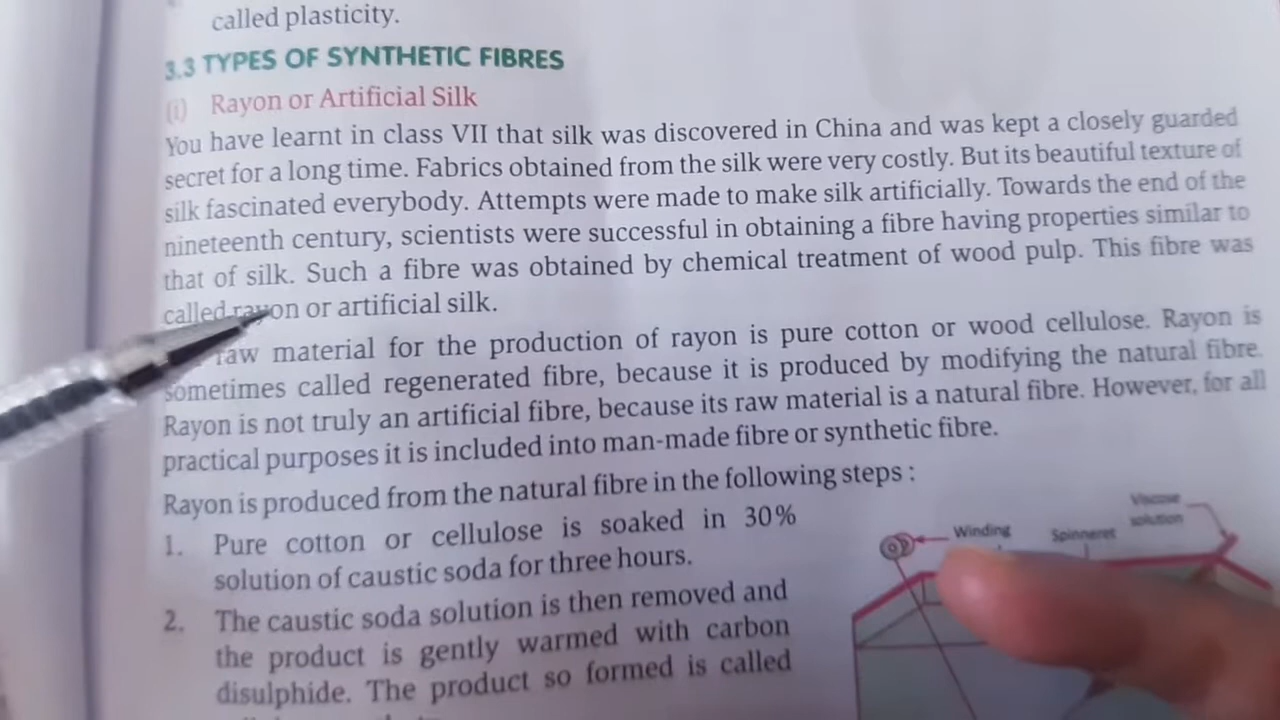 called plasticity.
3.3 TYPES OF SYNTHETIC FIBRES
(i) Rayon or Artificial Silk
You have learnt in class VII that silk was discovered in China and was kept a closely guarded
secret for a long time. Fabrics obtained from the silk were very costly. But its beautiful texture of
silk fascinated everybody. Attempts were made to make silk artificially. Towards the end of the
nineteenth century, scientists were successful in obtaining a fibre having properties similar to
that of silk. Such a fibre was obtained by chemical treatment of wood pulp. This fibre was
called rayon or artificial silk.
raw material for the production of rayon is pure cotton or wood cellulose. Rayon is
sometimes called regenerated fibre, because it is produced by modifying the natural fibre.
Rayon is not truly an artificial fibre, because its raw material is a natural fibre. However, for all
practical purposes it is included into man-made fibre or synthetic fibre.
Rayon is produced from the natural fibre in the following steps :
1. Pure cotton or cellulose is soaked in 30%
solution of caustic soda for three hours.
2. The caustic soda solution is then removed and
the product is gently warmed with carbon
disulphide. The product so formed is called
Viscose
solution
Spinneret
Winding